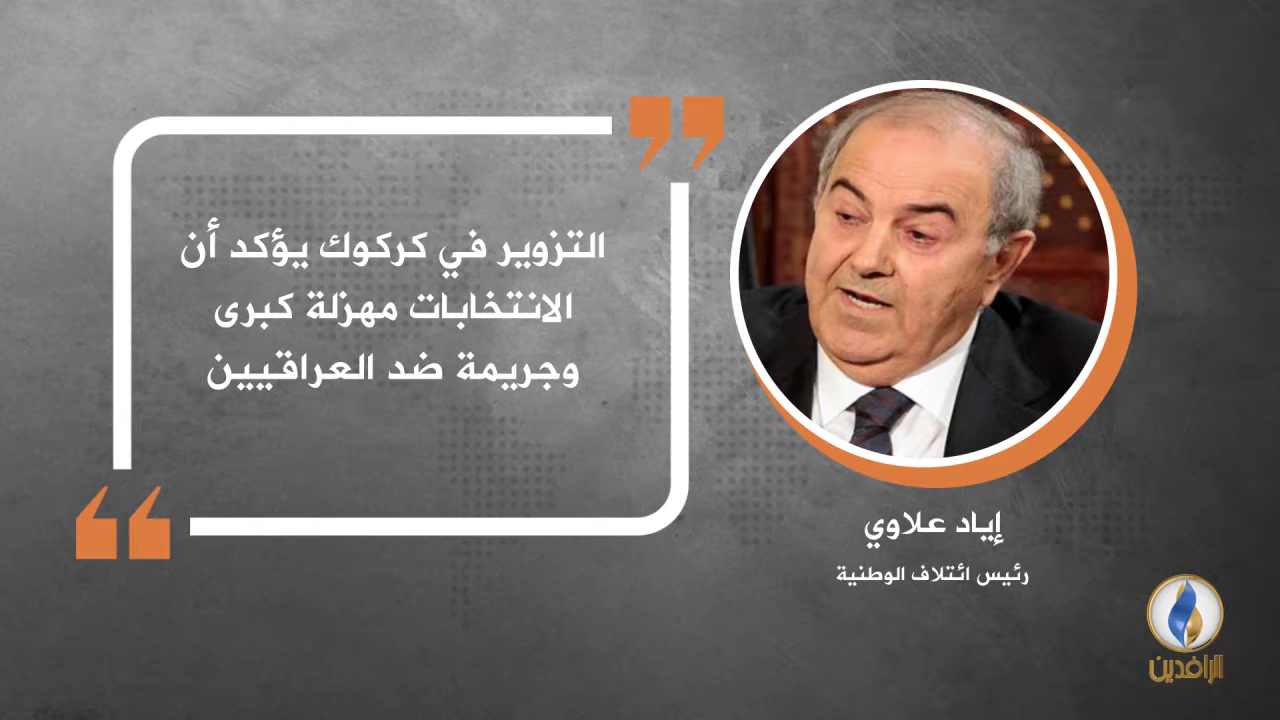 التزوير في كركوك يؤكد أن
الانتخابات مهزلة كبرى
وجريمة ضد العراقيين
إياد علاوي
رئيس ائتلاف الوطنية
الرافدين